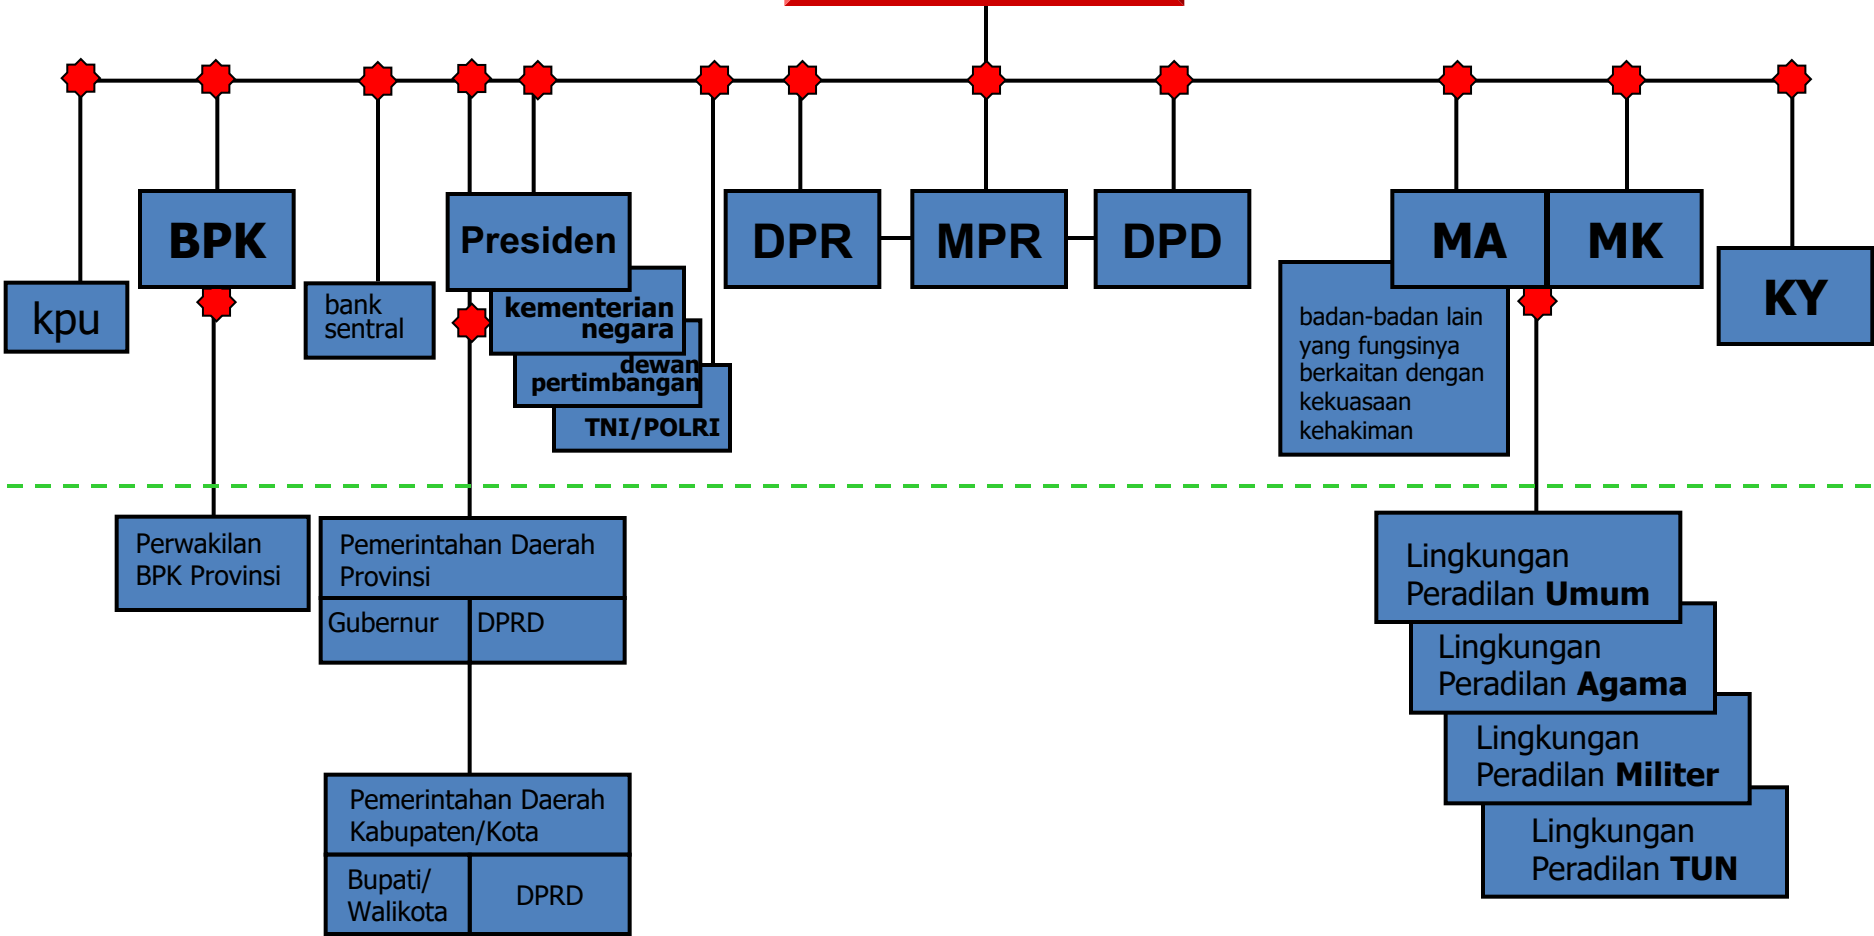 BPK
Presiden
DPR
MPR
DPD
MA
MK
KY
kpu
bank
sentral
kementerian
negara
dewan
pertimbangan
TNI/POLRI
badan-badan lain
yang fungsinya
berkaitan dengan
kekuasaan
kehakiman
Perwakilan
BPK Provinsi
Pemerintahan Daerah
Provinsi
Gubernur
DPRD
Pemerintahan Daerah
Kabupaten/Kota
Bupati/
Walikota
DPRD
Lingkungan
Peradilan Umum
Lingkungan
Peradilan Agama
Lingkungan
Peradilan Militer
Lingkungan
Peradilan TUN